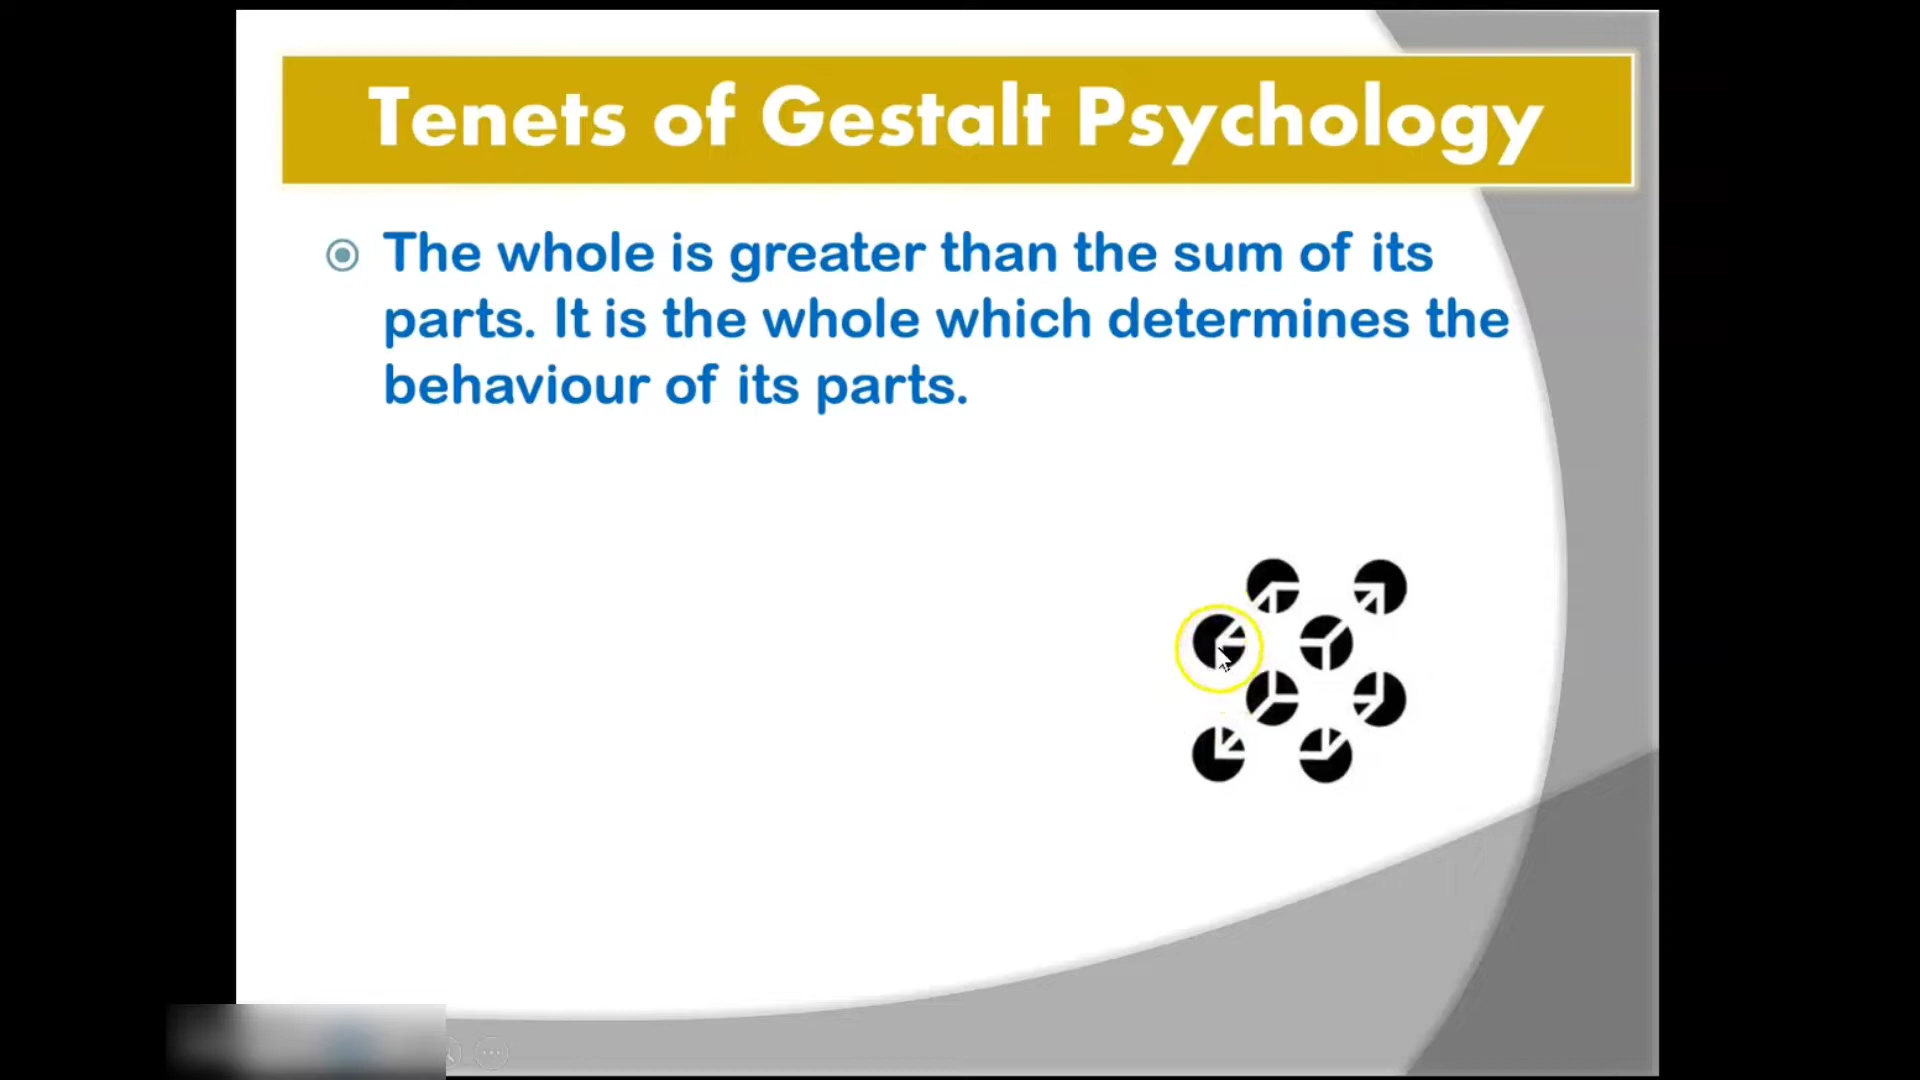 Tenets of Gestalt Psychology
The whole is greater than the sum of its
parts. It is the whole which determines the
behaviour of its parts.